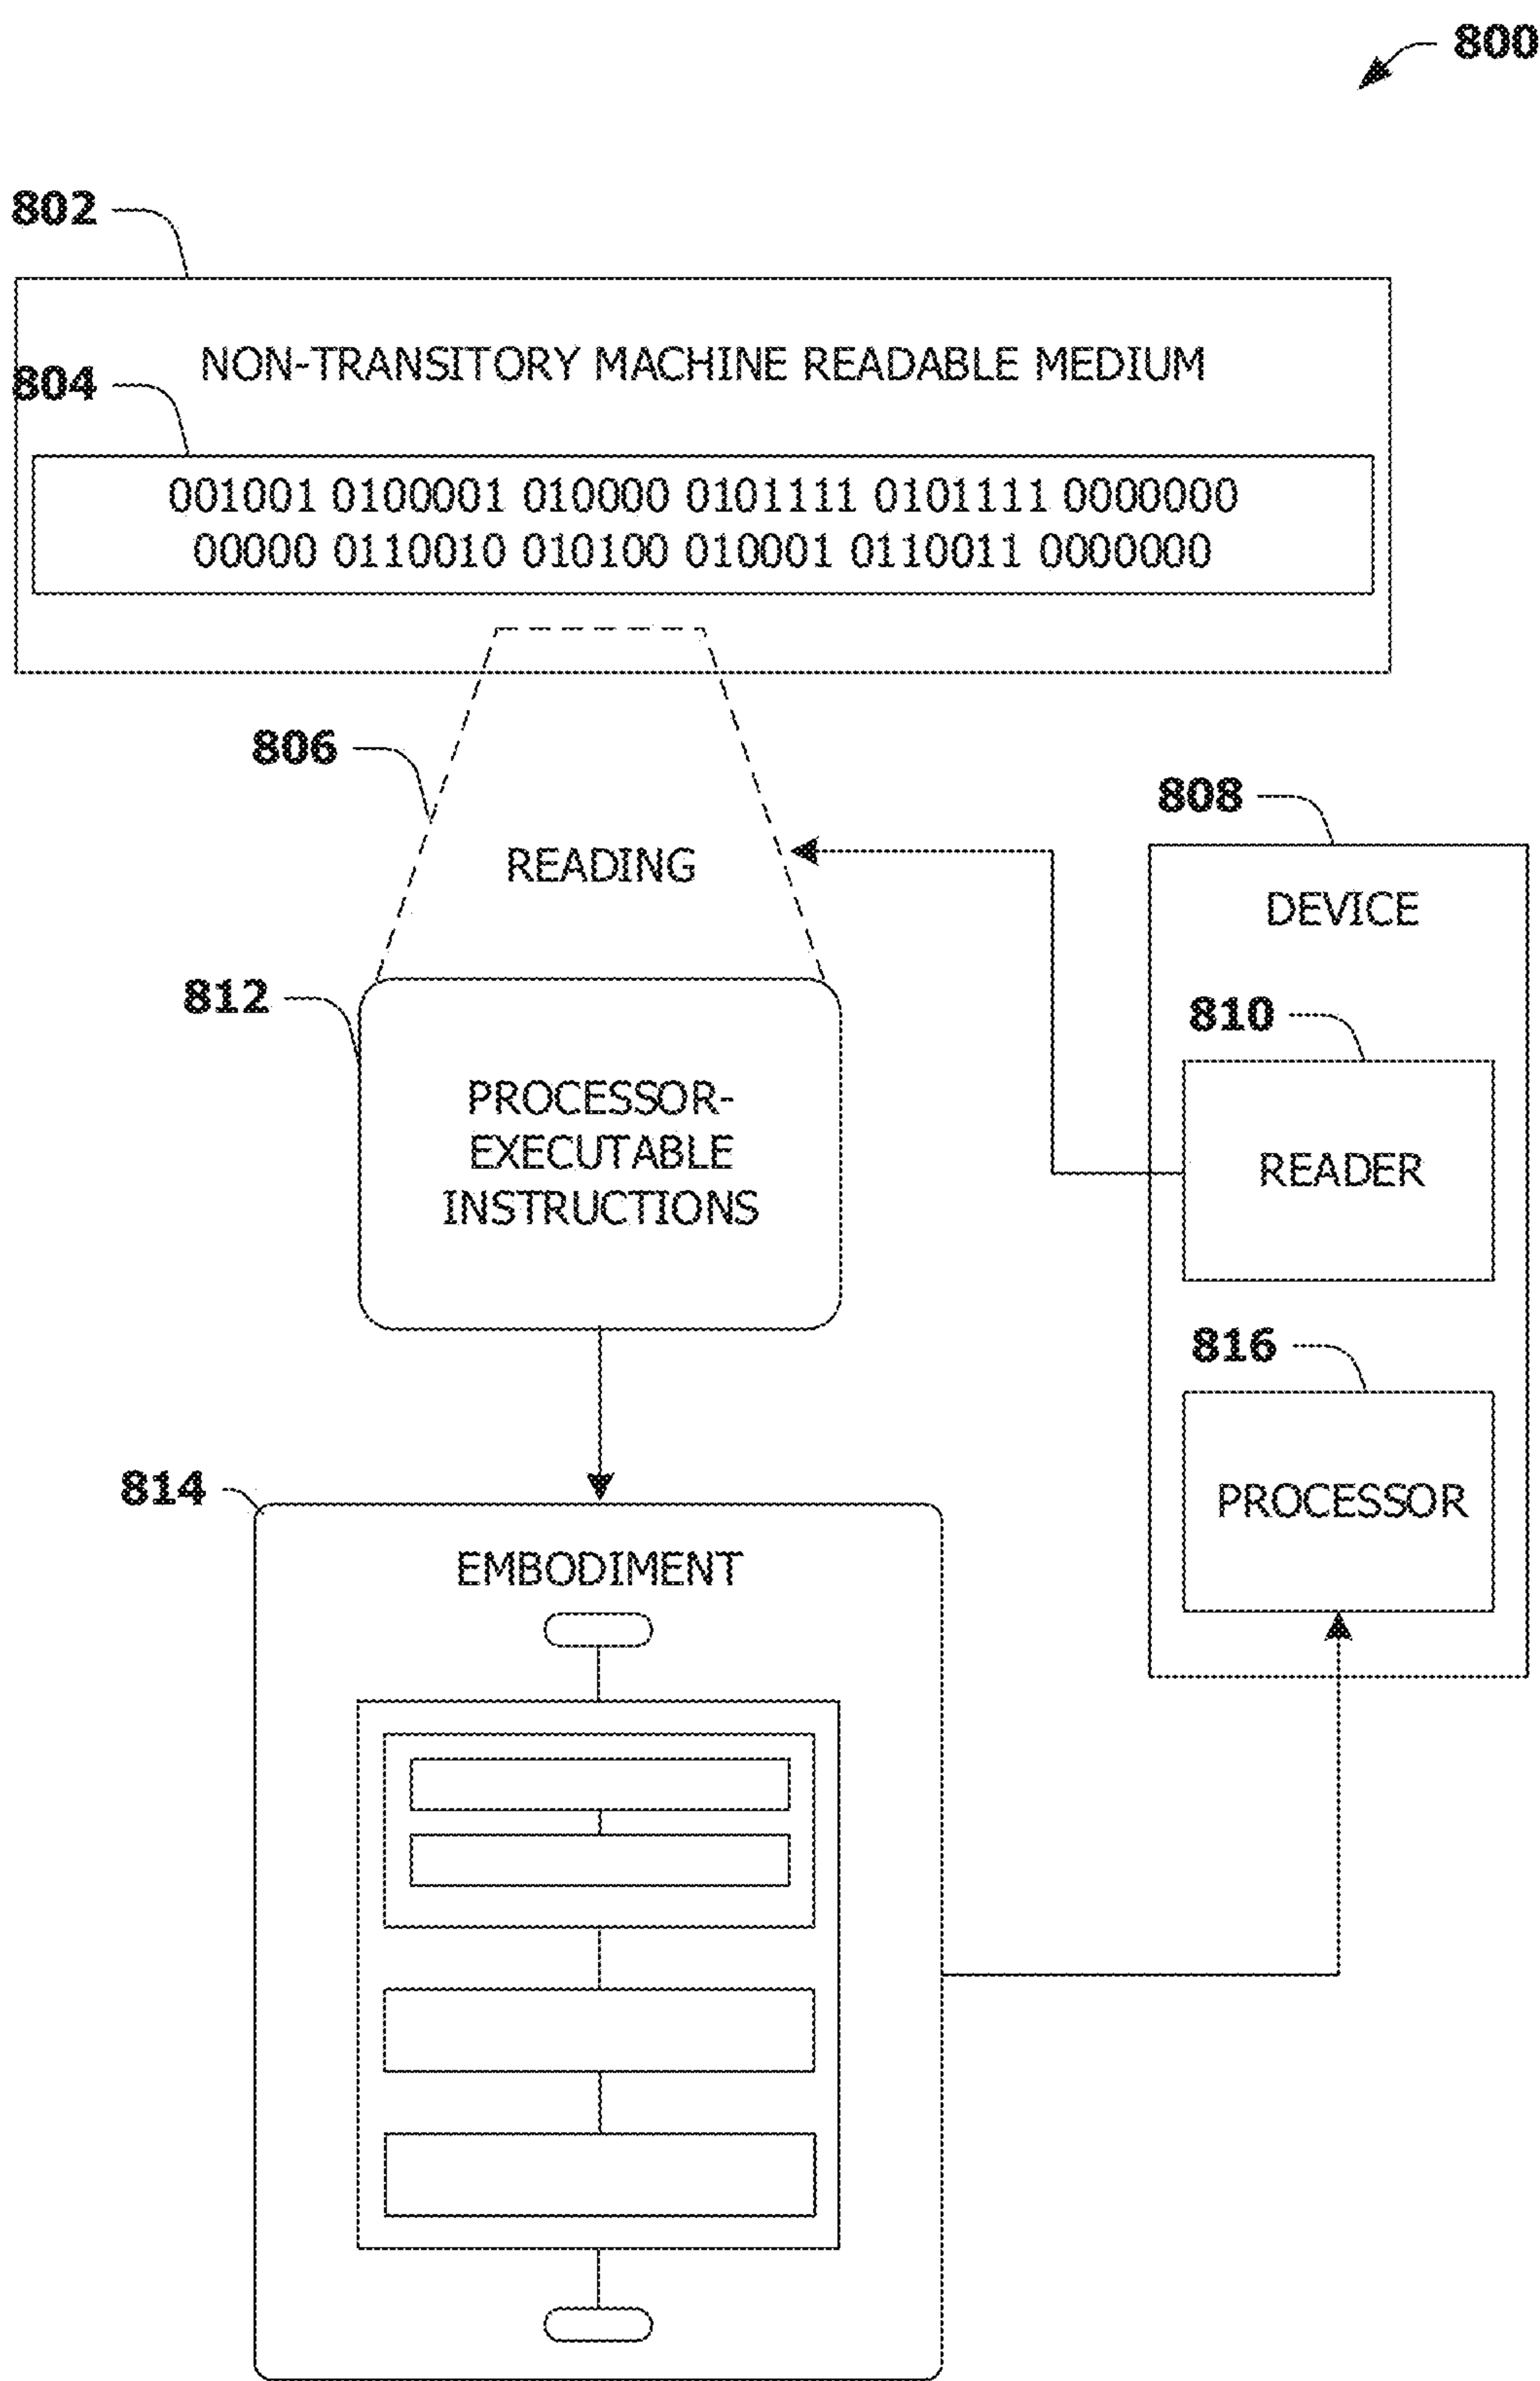 800
802
NON-TRANSITORY MACHINE READABLE MEDIUM
804
001001 0100001 010000 0101111 0101111 0000000
00000 0110010 010100 010001 0110011 0000000
806
READING
808
DEVICE
810
READER
812
PROCESSOR-
EXECUTABLE
INSTRUCTIONS
816
PROCESSOR
814
EMBODIMENT